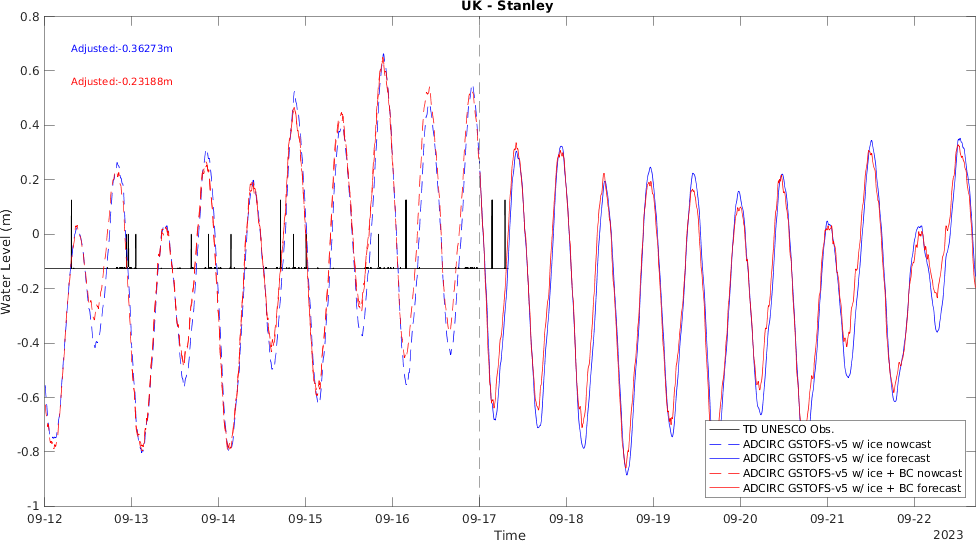 UK - Stanley
Adjusted:-0.36273m
Adjusted:-0.23188m
Water Level (m)
0.8
0.6
0.4
0.2
0
-0.2
-0.4
-0.6
-0.8
-1
TD UNESCO Obs.
ADCIRC GSTOFS-v5 w/ ice nowcast
ADCIRC GSTOFS-v5 w/ ice forecast
ADCIRC GSTOFS-v5 w/ ice + BC nowcast
ADCIRC GSTOFS-v5 w/ ice + BC forecast
09-12 09-13 09-14 09-15 09-16 09-17 09-18 09-19 09-20 09-21 09-22
Time
2023